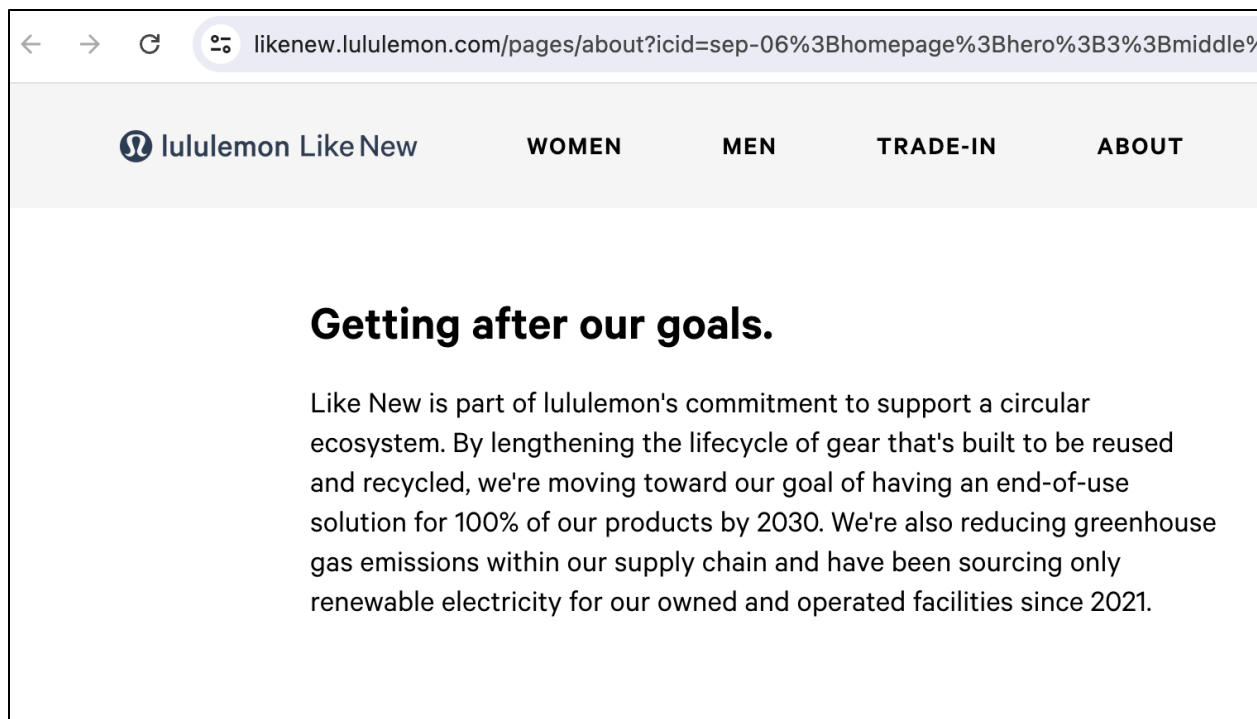 likenew.lululemon.com/pages/about?icid=sep-06%3Bhomepage%3Bhero%3B3%3Bmiddle%
lululemon Like New WOMEN MEN TRADE-IN ABOUT
Getting after our goals.
Like New is part of lululemon's commitment to support a circular
ecosystem. By lengthening the lifecycle of gear that's built to be reused
and recycled, we're moving toward our goal of having an end-of-use
solution for 100% of our products by 2030. We're also reducing greenhouse
gas emissions within our supply chain and have been sourcing only
renewable electricity for our owned and operated facilities since 2021.